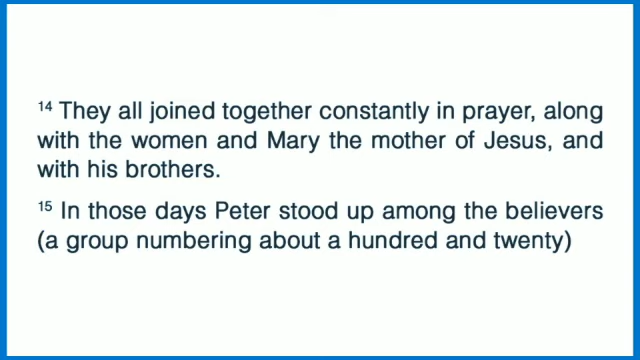 ¹⁴ They all joined together constantly in prayer, along
with the women and Mary the mother of Jesus, and
with his brothers.
¹⁵ In those days Peter stood up among the believers
(a group numbering about a hundred and twenty)